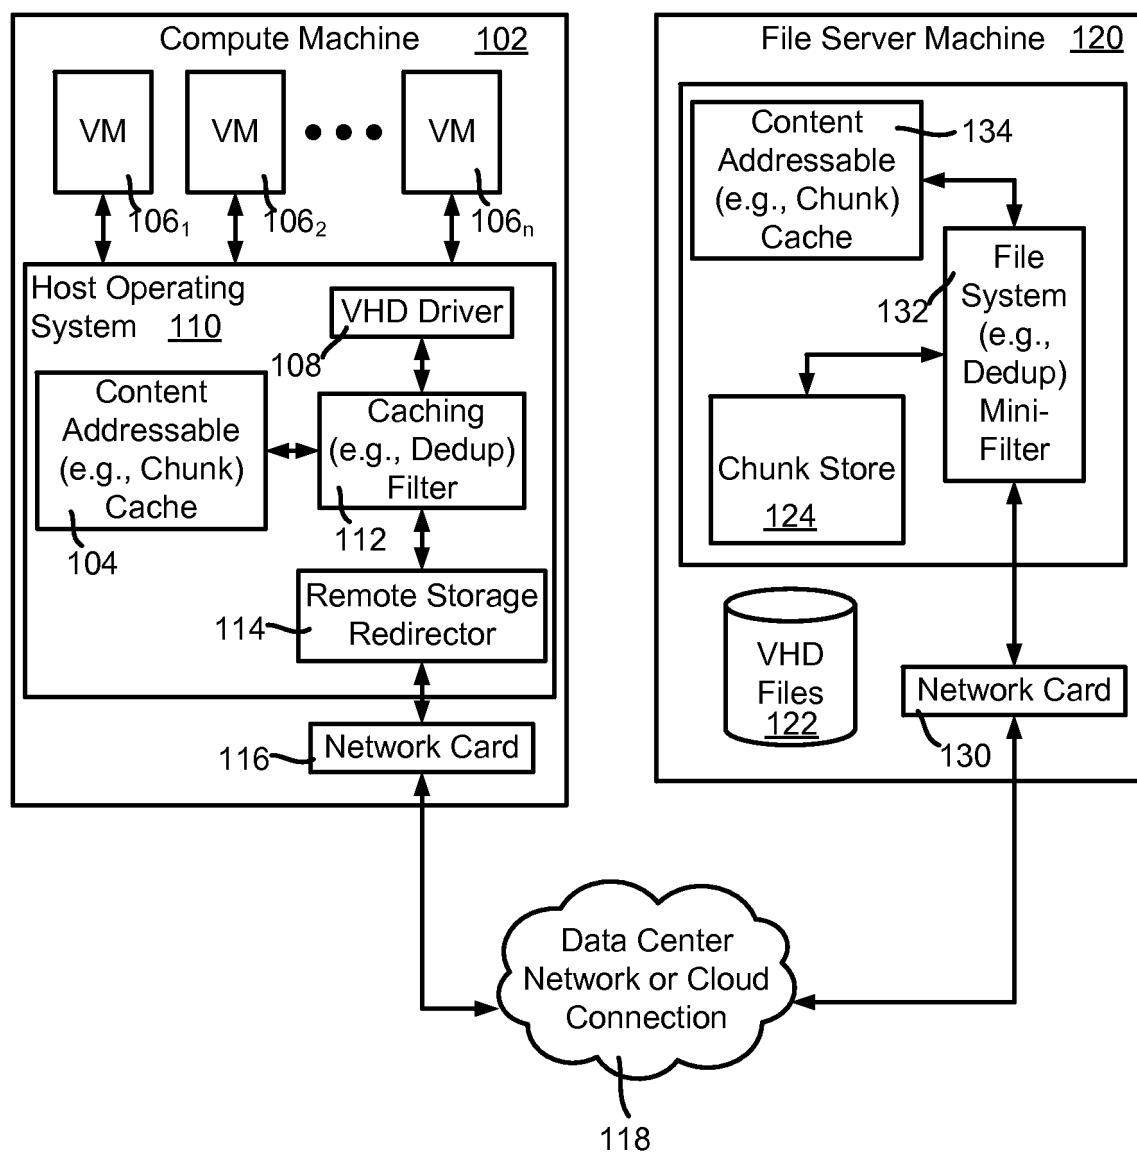 Compute Machine 102
VM
VM
VM
106₁
106₂
106ₙ
Host Operating
System 110
VHD Driver
108
Content
Addressable
(e.g., Chunk)
Cache
104
Caching
(e.g., Dedup)
Filter
112
Remote Storage
Redirector
114
Network Card
116
File Server Machine 120
Content
Addressable
(e.g., Chunk)
Cache
134
File
System
(e.g.,
Dedup)
Mini-
Filter
132
Chunk Store
124
VHD
Files
122
Network Card
130
Data Center
Network or Cloud
Connection
118